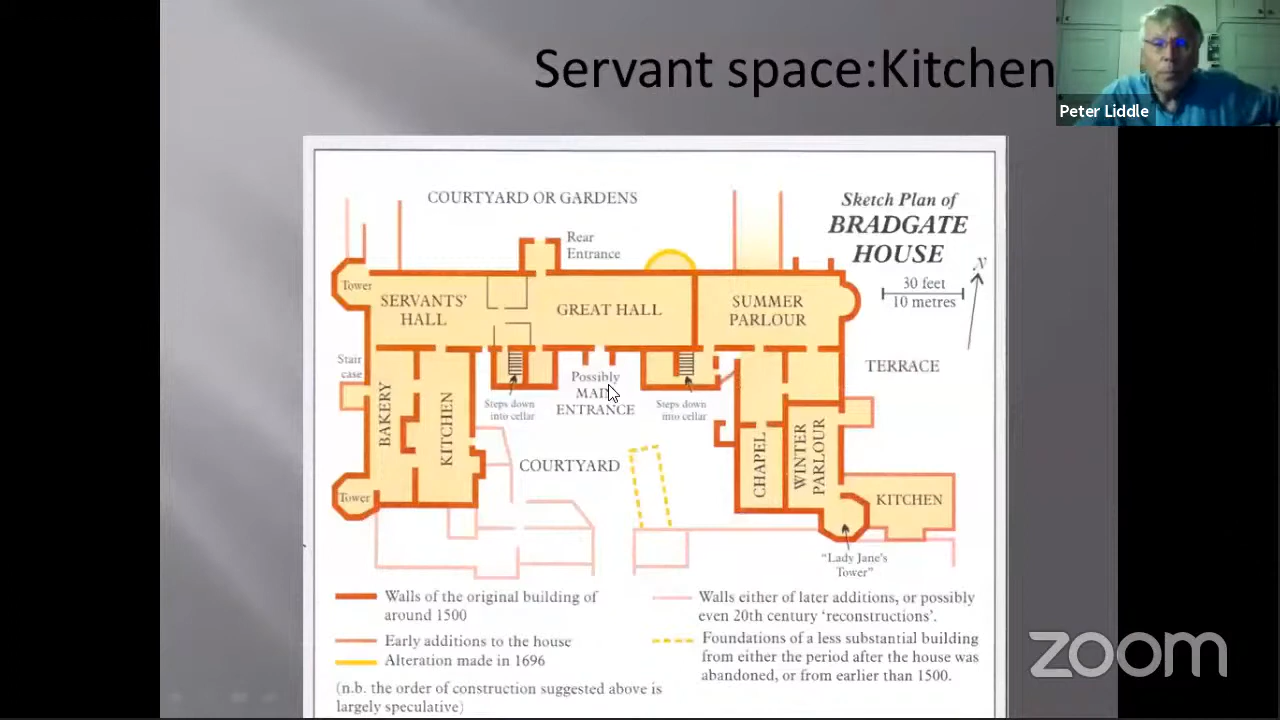 Servant space:Kitchen
Peter Liddle
COURTYARD OR GARDENS
Sketch Plan of
BRADGATE
HOUSE
Rear
Entrance
N
30 feet
10 metres
Tower
SERVANTS'
HALL
GREAT HALL
SUMMER
PARLOUR
Stair
case
TERRACE
Possibly
MAIN
ENTRANCE
Steps down
into cellar
Steps down
into cellar
BAKERY
KITCHEN
COURTYARD
CHAPEL
WINTER
PARLOUR
KITCHEN
Tower
"Lady Jane's
Tower"
Walls of the original building of
around 1500
Early additions to the house
Alteration made in 1696
(n.b. the order of construction suggested above is
largely speculative)
Walls either of later additions, or possibly
even 20th century 'reconstructions'.
Foundations of a less substantial building
from either the period after the house was
abandoned, or from earlier than 1500.
zoom